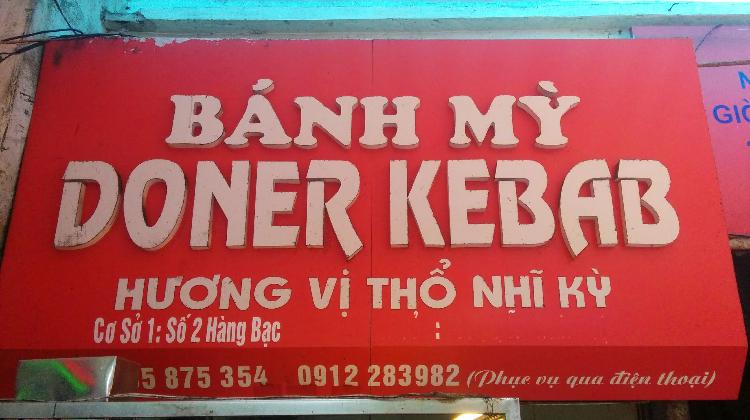 BÁNH MỲ
DONER KEBAB
HƯƠNG VỊ THỔ NHĨ KỲ
Cơ Sở 1: Số 2 Hàng Bạc :
5 875 354 0912 283982 (Phục vụ qua điện thoại)
GIÒ